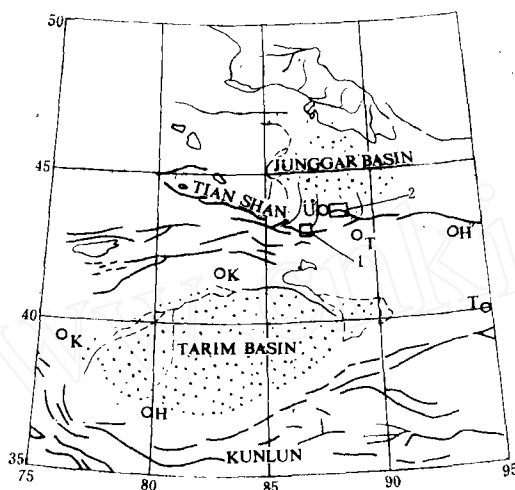 50
45
JUNGGAR BASIN
TIAN SHAN
U
2
T
H
1
K
40
T
K
TARIM BASIN
H
35
KUNLUN
75
80
85
90
95